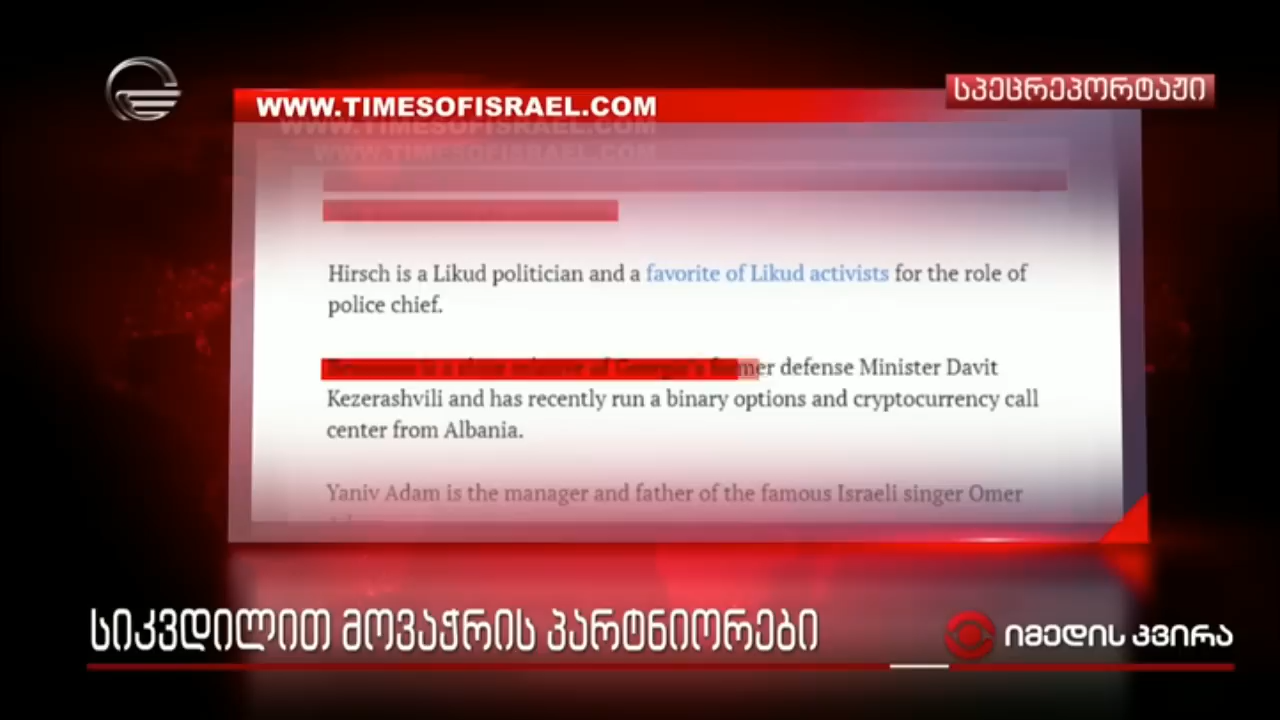 სპეცრეპორტაჟი
WWW.TIMESOFISRAEL.COM
Hirsch is a Likud politician and a favorite of Likud activists for the role of
police chief.
former defense Minister Davit
Kezerashvili and has recently run a binary options and cryptocurrency call
center from Albania.
Yaniv Adam is the manager and father of the famous Israeli singer Omer
სიკვდილით მოვაჭრის პარტნიორები
იმედის კვირა